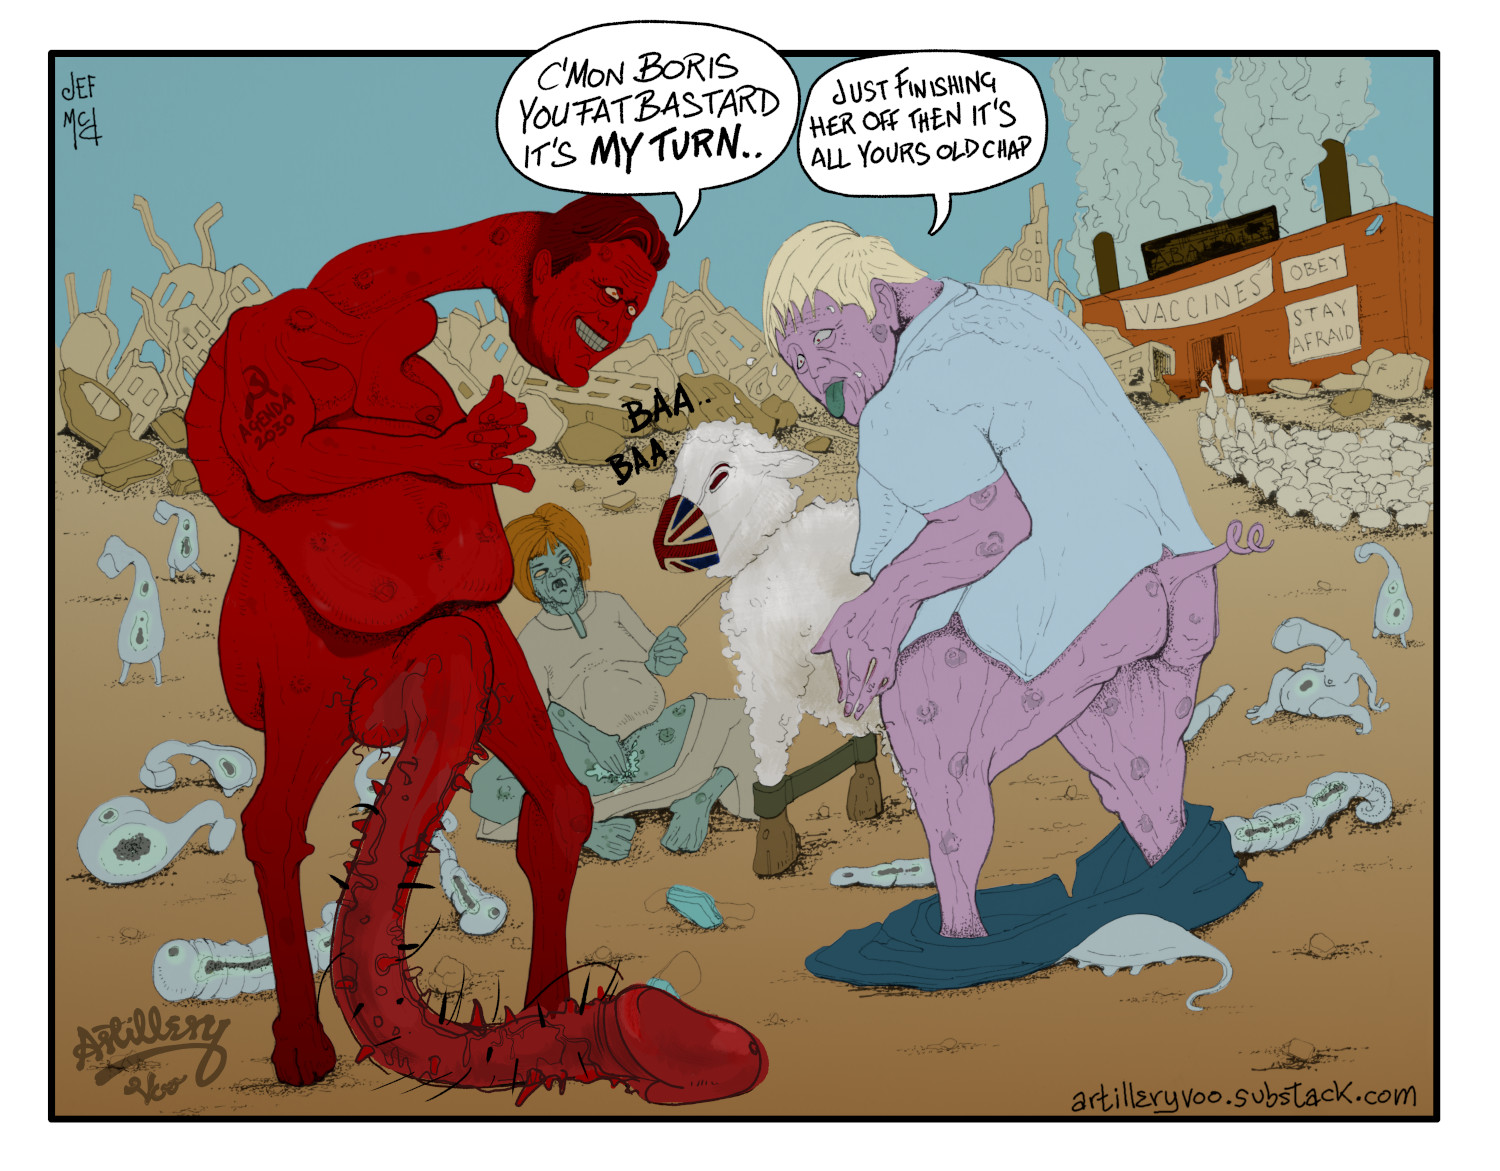 JEF
McD
C'MON BORIS
YOU FAT BASTARD
IT'S MY TURN..
JUST FINISHING
HER OFF THEN IT'S
ALL YOURS OLD CHAP
VACCINES
OBEY
STAY
AFRAID
BAA..
BAA..
AGENDA
2030
Artillery
Voo
artilleryvoo.substack.com